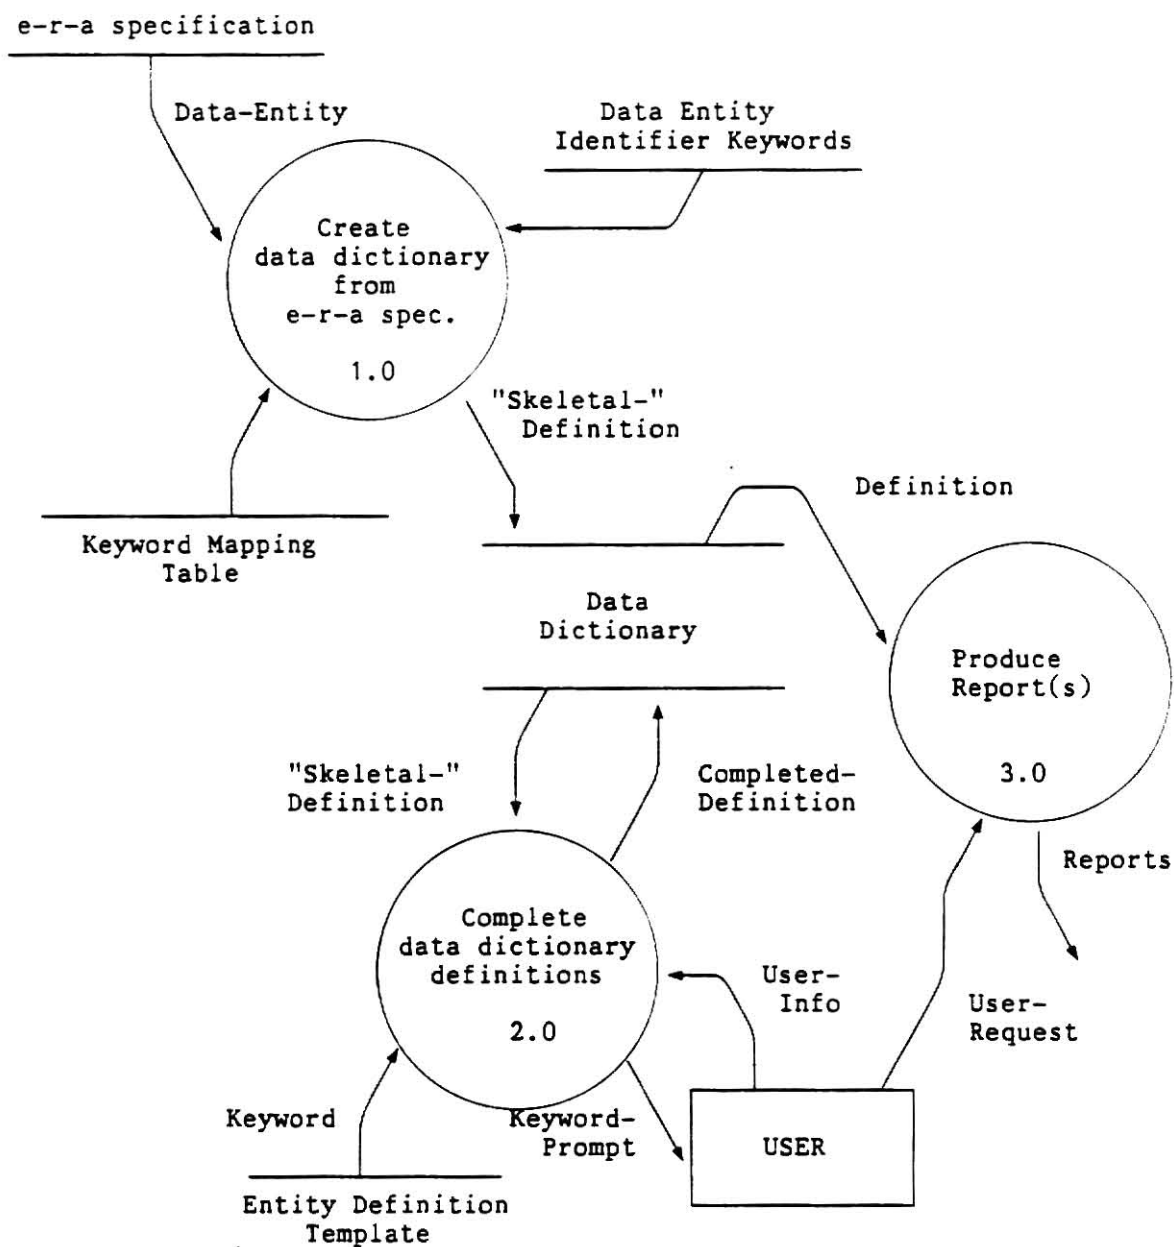 e-r-a specification
Data-Entity
Data Entity
Identifier Keywords
Create
data dictionary
from
e-r-a spec.
1.0
"Skeletal-"
Definition
Keyword Mapping
Table
Definition
Data
Dictionary
Produce
Report(s)
3.0
"Skeletal-"
Definition
Completed-
Definition
Reports
Complete
data dictionary
definitions
2.0
User-
Info
User-
Request
Keyword
Keyword-
Prompt
USER
Entity Definition
Template